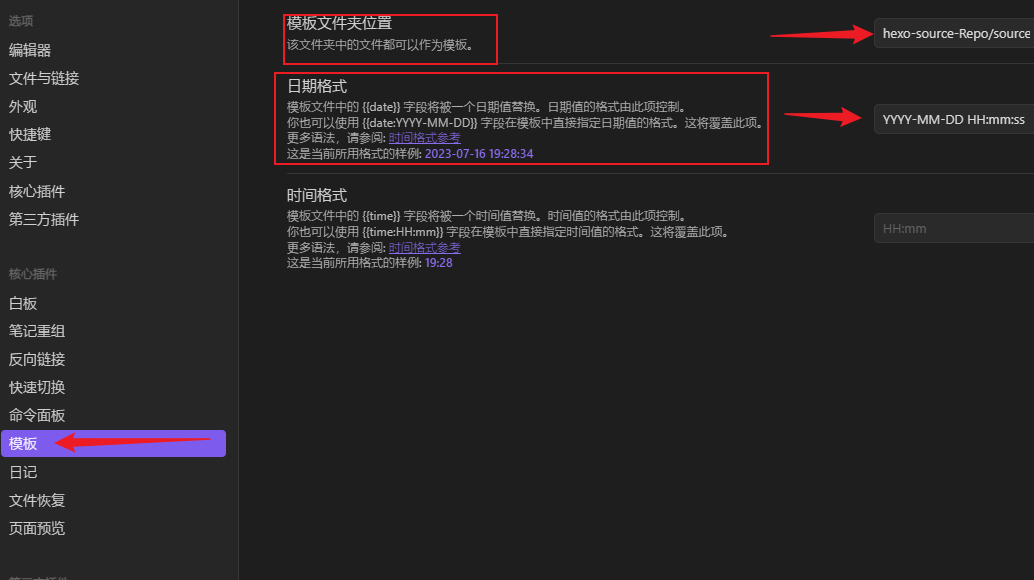 选项
编辑器
文件与链接
外观
快捷键
关于
核心插件
第三方插件
核心插件
白板
笔记重组
反向链接
快速切换
命令面板
模板
日记
文件恢复
页面预览
模板文件夹位置
该文件夹中的文件都可以作为模板。
hexo-source-Repo/source
日期格式
模板文件中的 {{date}} 字段将被一个日期值替换。日期值的格式由此项控制。
你也可以使用 {{date:YYYY-MM-DD}} 字段在模板中直接指定日期值的格式。这将覆盖此项。
更多语法，请参阅: 时间格式参考
这是当前所用格式的样例: 2023-07-16 19:28:34
YYYY-MM-DD HH:mm:ss
时间格式
模板文件中的 {{time}} 字段将被一个时间值替换。时间值的格式由此项控制。
你也可以使用 {{time:HH:mm}} 字段在模板中直接指定时间值的格式。这将覆盖此项。
更多语法，请参阅: 时间格式参考
这是当前所用格式的样例: 19:28
HH:mm